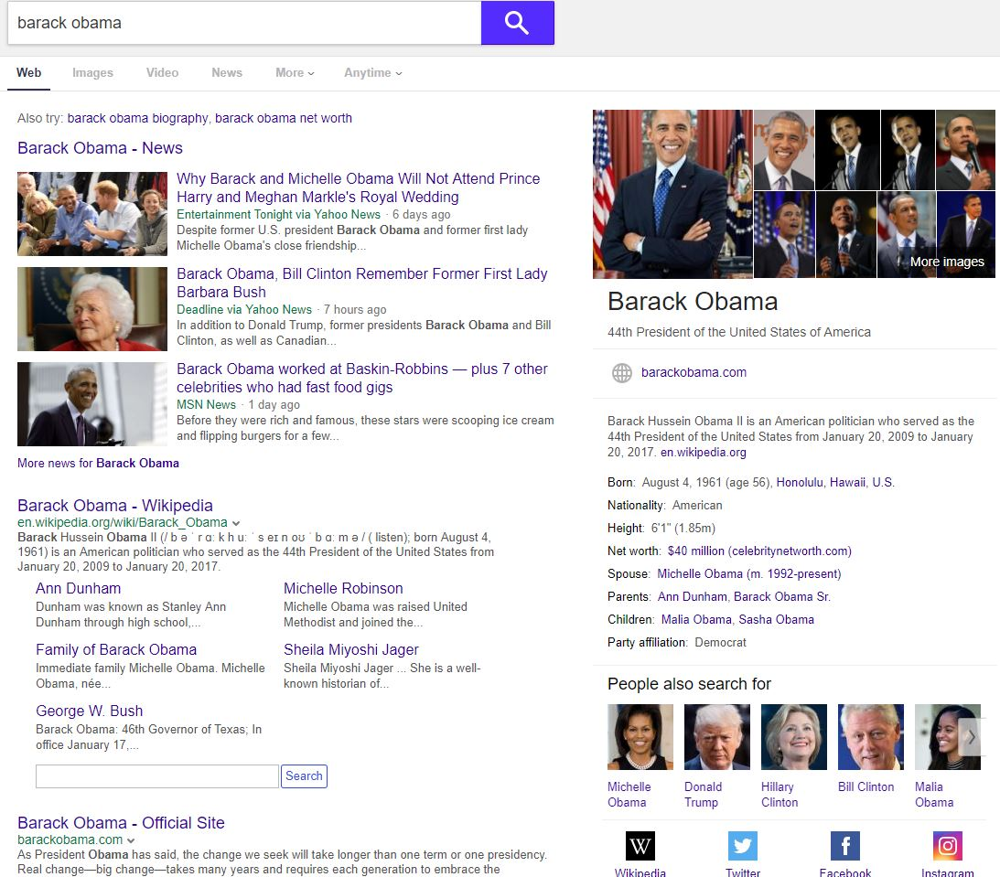 barack obama
Web Images Video News More Anytime
Also try: barack obama biography, barack obama net worth
Barack Obama - News
Why Barack and Michelle Obama Will Not Attend Prince
Harry and Meghan Markle's Royal Wedding
Entertainment Tonight via Yahoo News · 6 days ago
Despite former U.S. president Barack Obama and former first lady
Michelle Obama's close friendship...
Barack Obama, Bill Clinton Remember Former First Lady
Barbara Bush
Deadline via Yahoo News · 7 hours ago
In addition to Donald Trump, former presidents Barack Obama and Bill
Clinton, as well as Canadian...
Barack Obama worked at Baskin-Robbins — plus 7 other
celebrities who had fast food gigs
MSN News · 1 day ago
Before they were rich and famous, these stars were scooping ice cream
and flipping burgers for a few...
More news for Barack Obama
Barack Obama - Wikipedia
en.wikipedia.org/wiki/Barack_Obama
Barack Hussein Obama II (/ b ə ˈ r ɑː k h uː ˈ s eɪ n oʊ ˈ b ɑː m ə / ( listen); born August 4,
1961) is an American politician who served as the 44th President of the United States from
January 20, 2009 to January 20, 2017.
Ann Dunham
Dunham was known as Stanley Ann
Dunham through high school,...
Michelle Robinson
Michelle Obama was raised United
Methodist and joined the...
Family of Barack Obama
Immediate family Michelle Obama. Michelle
Obama, née...
Sheila Miyoshi Jager
Sheila Miyoshi Jager ... She is a well-
known historian of...
George W. Bush
Barack Obama: 46th Governor of Texas; In
office January 17,...
Search
Barack Obama - Official Site
barackobama.com
As President Obama has said, the change we seek will take longer than one term or one presidency.
Real change—big change—takes many years and requires each generation to embrace the
More images
Barack Obama
44th President of the United States of America
barackobama.com
Barack Hussein Obama II is an American politician who served as the
44th President of the United States from January 20, 2009 to January
20, 2017. en.wikipedia.org
Born: August 4, 1961 (age 56), Honolulu, Hawaii, U.S.
Nationality: American
Height: 6'1" (1.85m)
Net worth: $40 million (celebritynetworth.com)
Spouse: Michelle Obama (m. 1992-present)
Parents: Ann Dunham, Barack Obama Sr.
Children: Malia Obama, Sasha Obama
Party affiliation: Democrat
People also search for
Michelle
Obama
Donald
Trump
Hillary
Clinton
Bill Clinton
Malia
Obama
W
f
Wikipedia Twitter Facebook Instagram